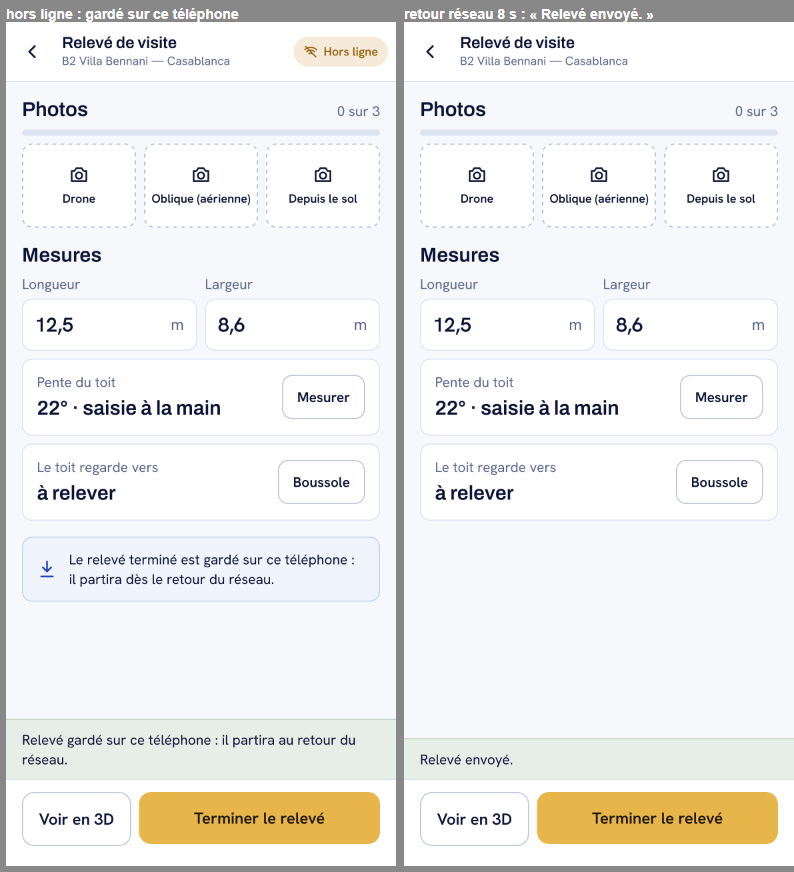 hors ligne : gardé sur ce téléphone
Relevé de visite
B2 Villa Bennani — Casablanca
Hors ligne
Photos
0 sur 3
Drone
Oblique (aérienne)
Depuis le sol
Mesures
Longueur
Largeur
12,5 m
8,6 m
Pente du toit
22° · saisie à la main
Mesurer
Le toit regarde vers
à relever
Boussole
Le relevé terminé est gardé sur ce téléphone :
il partira dès le retour du réseau.
Relevé gardé sur ce téléphone : il partira au retour du
réseau.
Voir en 3D
Terminer le relevé
retour réseau 8 s : « Relevé envoyé. »
Relevé de visite
B2 Villa Bennani — Casablanca
Photos
0 sur 3
Drone
Oblique (aérienne)
Depuis le sol
Mesures
Longueur
Largeur
12,5 m
8,6 m
Pente du toit
22° · saisie à la main
Mesurer
Le toit regarde vers
à relever
Boussole
Relevé envoyé.
Voir en 3D
Terminer le relevé